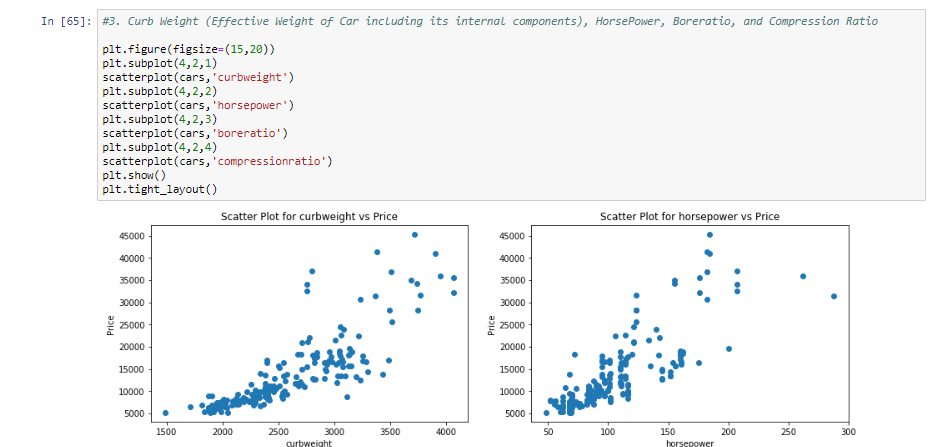 In [65]: #3. Curb Weight (Effective Weight of Car including its internal components), HorsePower, Boreratio, and Compression Ratio
plt.figure(figsize=(15,20))
plt.subplot(4,2,1)
scatterplot(cars,'curbweight')
plt.subplot(4,2,2)
scatterplot(cars,'horsepower')
plt.subplot(4,2,3)
scatterplot(cars,'boreratio')
plt.subplot(4,2,4)
scatterplot(cars,'compressionratio')
plt.show()
plt.tight_layout()
Scatter Plot for curbweight vs Price
45000
40000
35000
30000
25000
20000
15000
10000
5000
Price
1500 2000 2500 3000 3500 4000
curbweight
Scatter Plot for horsepower vs Price
45000
40000
35000
30000
25000
20000
15000
10000
5000
Price
50 100 150 200 250 300
horsepower